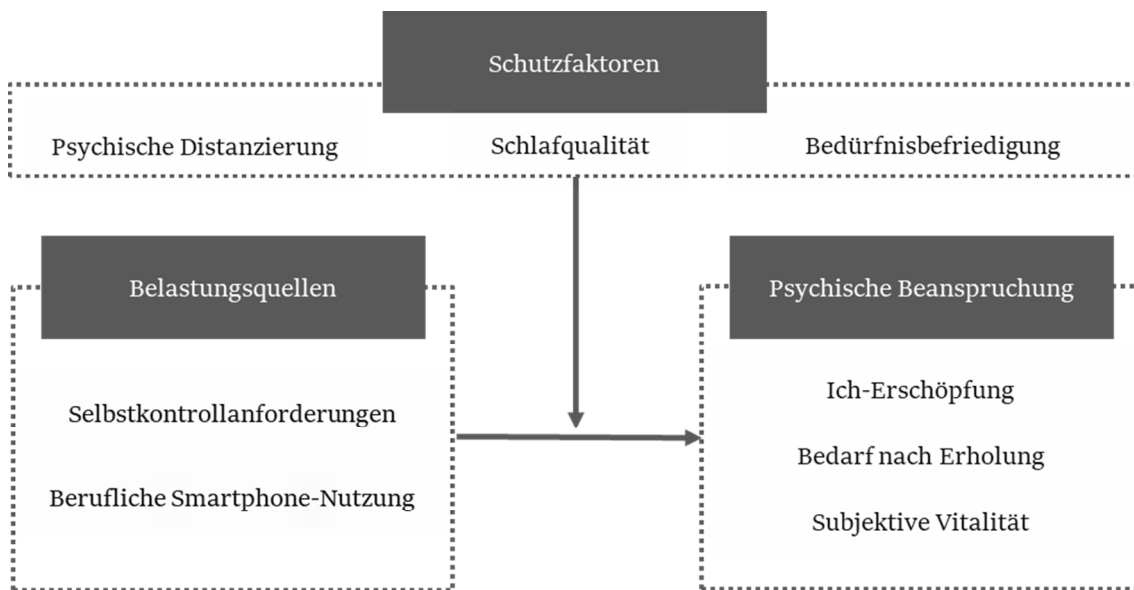 Schutzfaktoren
Psychische Distanzierung
Schlafqualität
Bedürfnisbefriedigung
Belastungsquellen
Selbstkontrollanforderungen
Berufliche Smartphone-Nutzung
Psychische Beanspruchung
Ich-Erschöpfung
Bedarf nach Erholung
Subjektive Vitalität